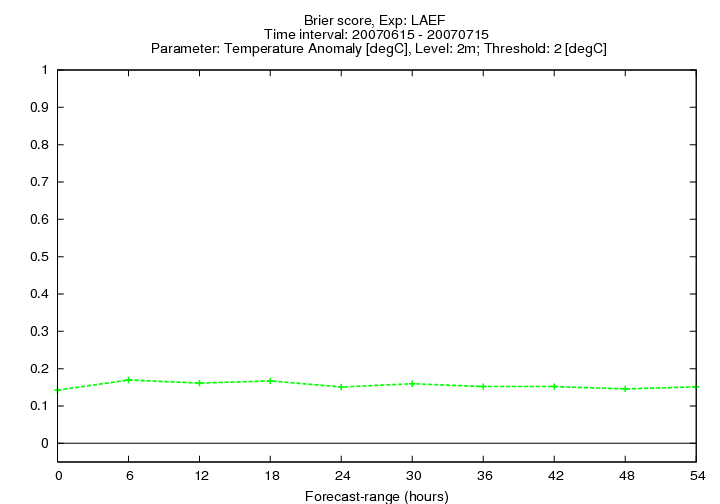 Brier score, Exp: LAEF
Time interval: 20070615 - 20070715
Parameter: Temperature Anomaly [degC], Level: 2m; Threshold: 2 [degC]
1
0.9
0.8
0.7
0.6
0.5
0.4
0.3
0.2
0.1
0
0 6 12 18 24 30 36 42 48 54
Forecast-range (hours)